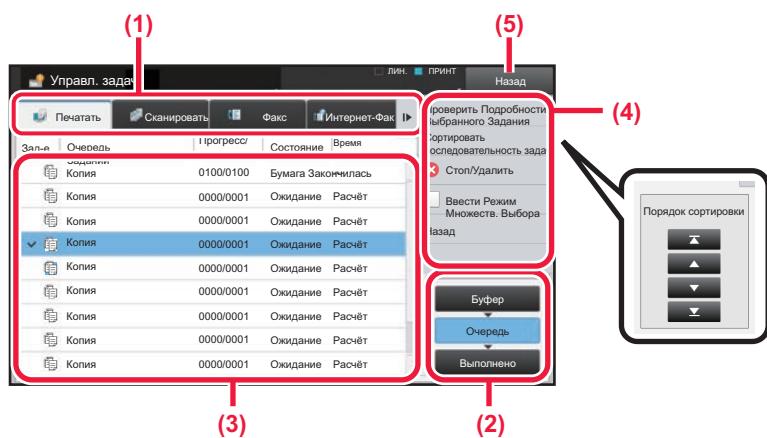 (1)
(5)
ЛИН.
ПРИНТ
Управл. задач
Назад
Печатать
Сканировать
Факс
Интернет-Фак
(4)
Проверить Подробности
Выбранного Задания
Сортировать
последовательность зада
Стоп/Удалить
Ввести Режим
Множеств. Выбора
Назад
Зад-е
Очередь
Прогресс/
Состояние
Время
Заданий
Копия 0100/0100 Бумага Закончилась
Копия 0000/0001 Ожидание Расчёт
Копия 0000/0001 Ожидание Расчёт
Копия 0000/0001 Ожидание Расчёт
Копия 0000/0001 Ожидание Расчёт
Копия 0000/0001 Ожидание Расчёт
Копия 0000/0001 Ожидание Расчёт
Копия 0000/0001 Ожидание Расчёт
Копия 0000/0001 Ожидание Расчёт
Буфер
Очередь
Выполнено
Порядок сортировки
(3)
(2)